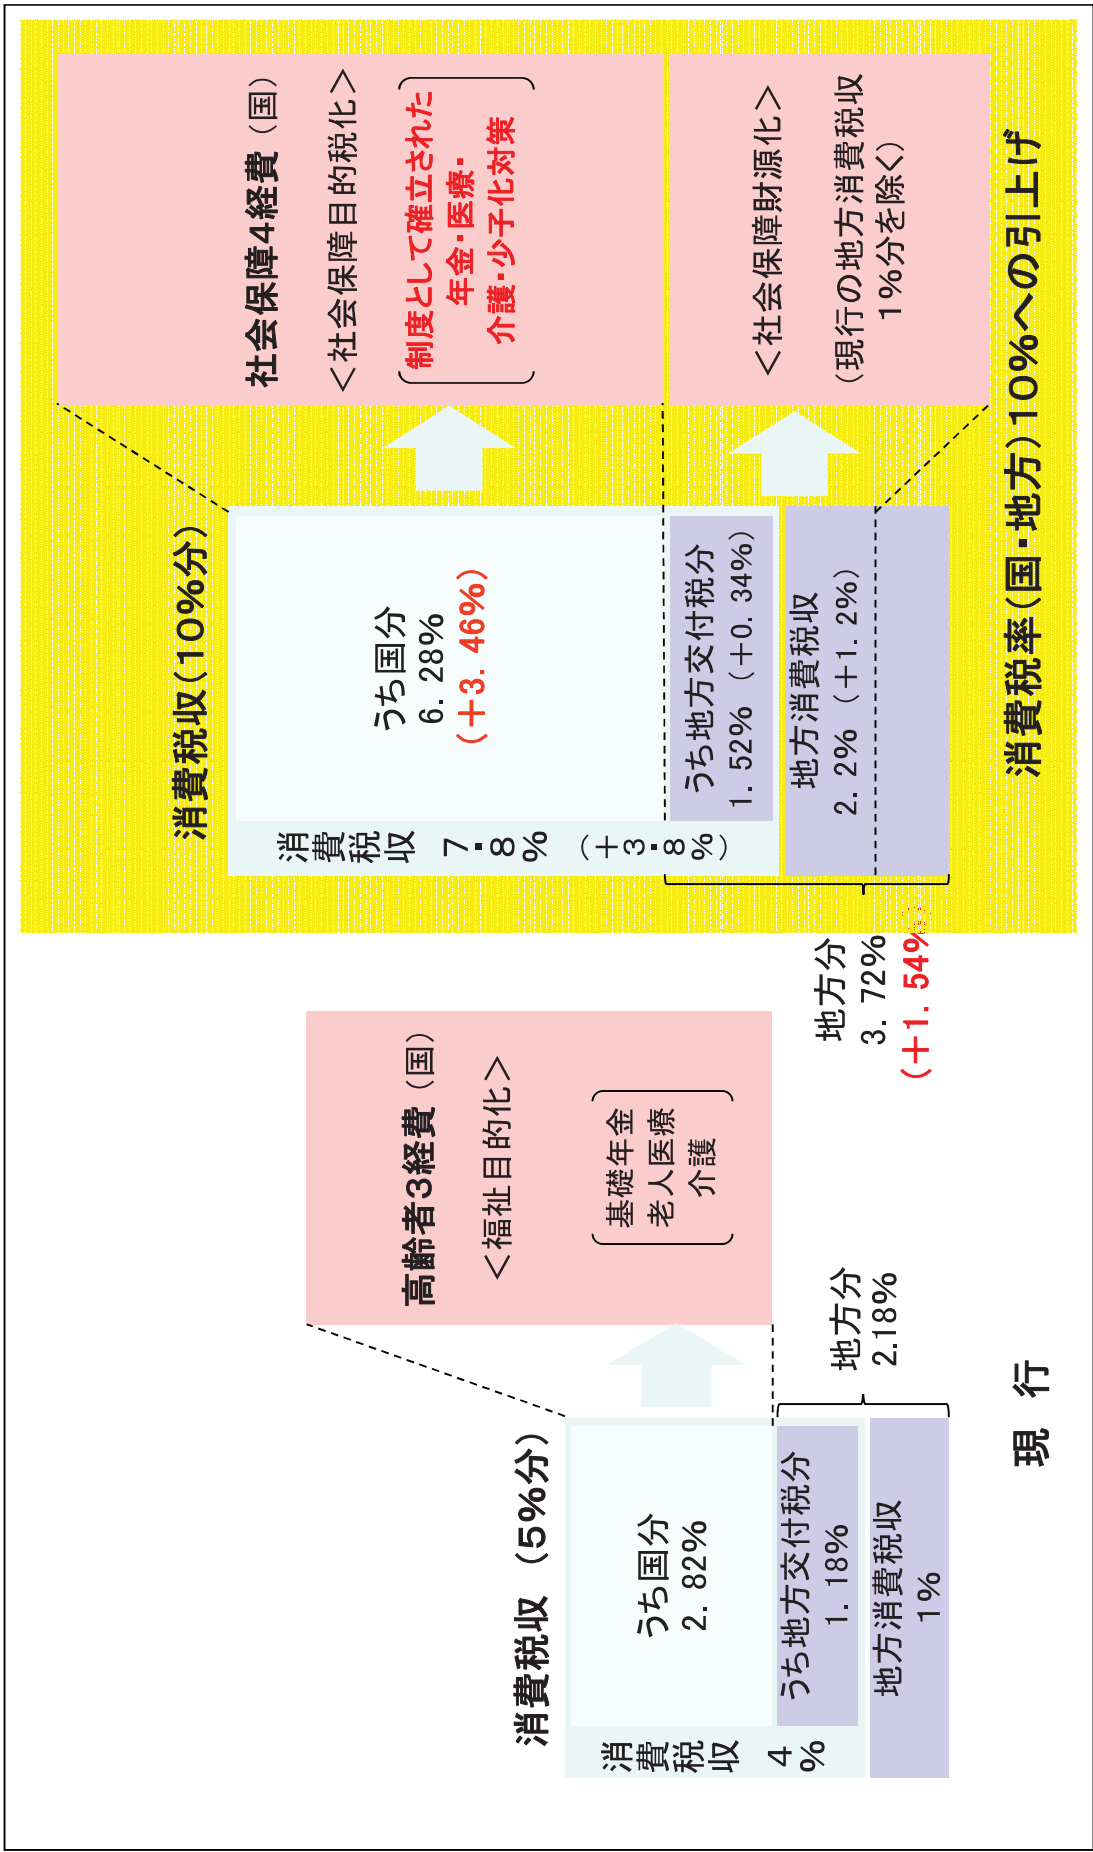 消費税収 (5%分)
消費税収 4%
うち国分
2. 82%
うち地方交付税分
1. 18%
地方消費税収
1%
地方分
2.18%
高齢者3経費（国）
＜福祉目的化＞
基礎年金
老人医療
介護
現 行
消費税収(10%分)
消費税収 7・8% (+3・8%)
うち国分
6. 28%
(+3. 46%)
うち地方交付税分
1. 52% (+0. 34%)
地方消費税収
2. 2% (+1. 2%)
地方分
3. 72%
(+1. 54%)
社会保障4経費（国）
＜社会保障目的税化＞
制度として確立された
年金・医療・
介護・少子化対策
＜社会保障財源化＞
(現行の地方消費税収
1%分を除く)
消費税率(国・地方)10%への引上げ